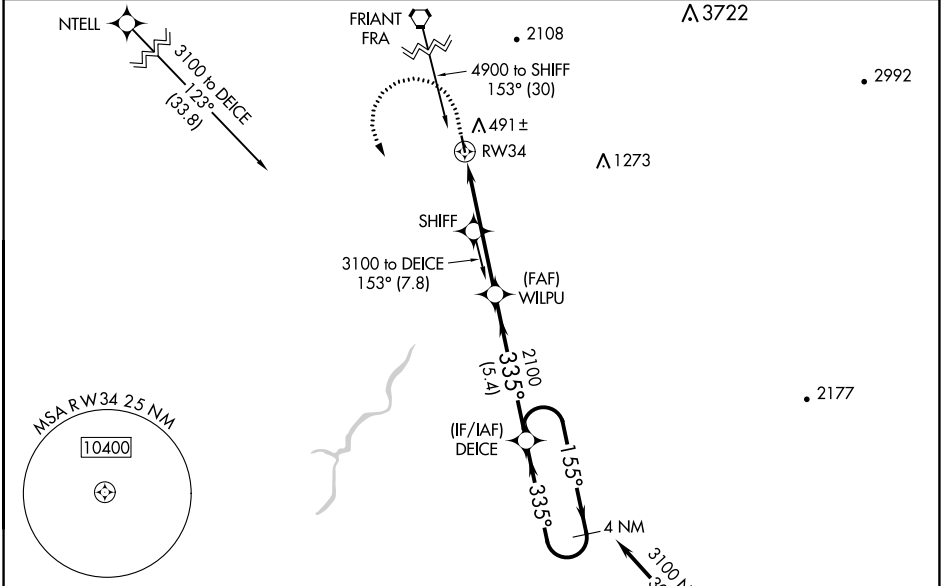 NTELL
3100 to DEICE
123°
(33.8)
FRIANT
FRA
2108
4900 to SHIFF
153° (30)
3722
2992
491±
RW34
1273
SHIFF
3100 to DEICE
153° (7.8)
(FAF)
WILPU
2100
335°
(5.4)
2177
MSA RW34 25 NM
10400
(IF/IAF)
DEICE
155°
335°
4 NM
3100